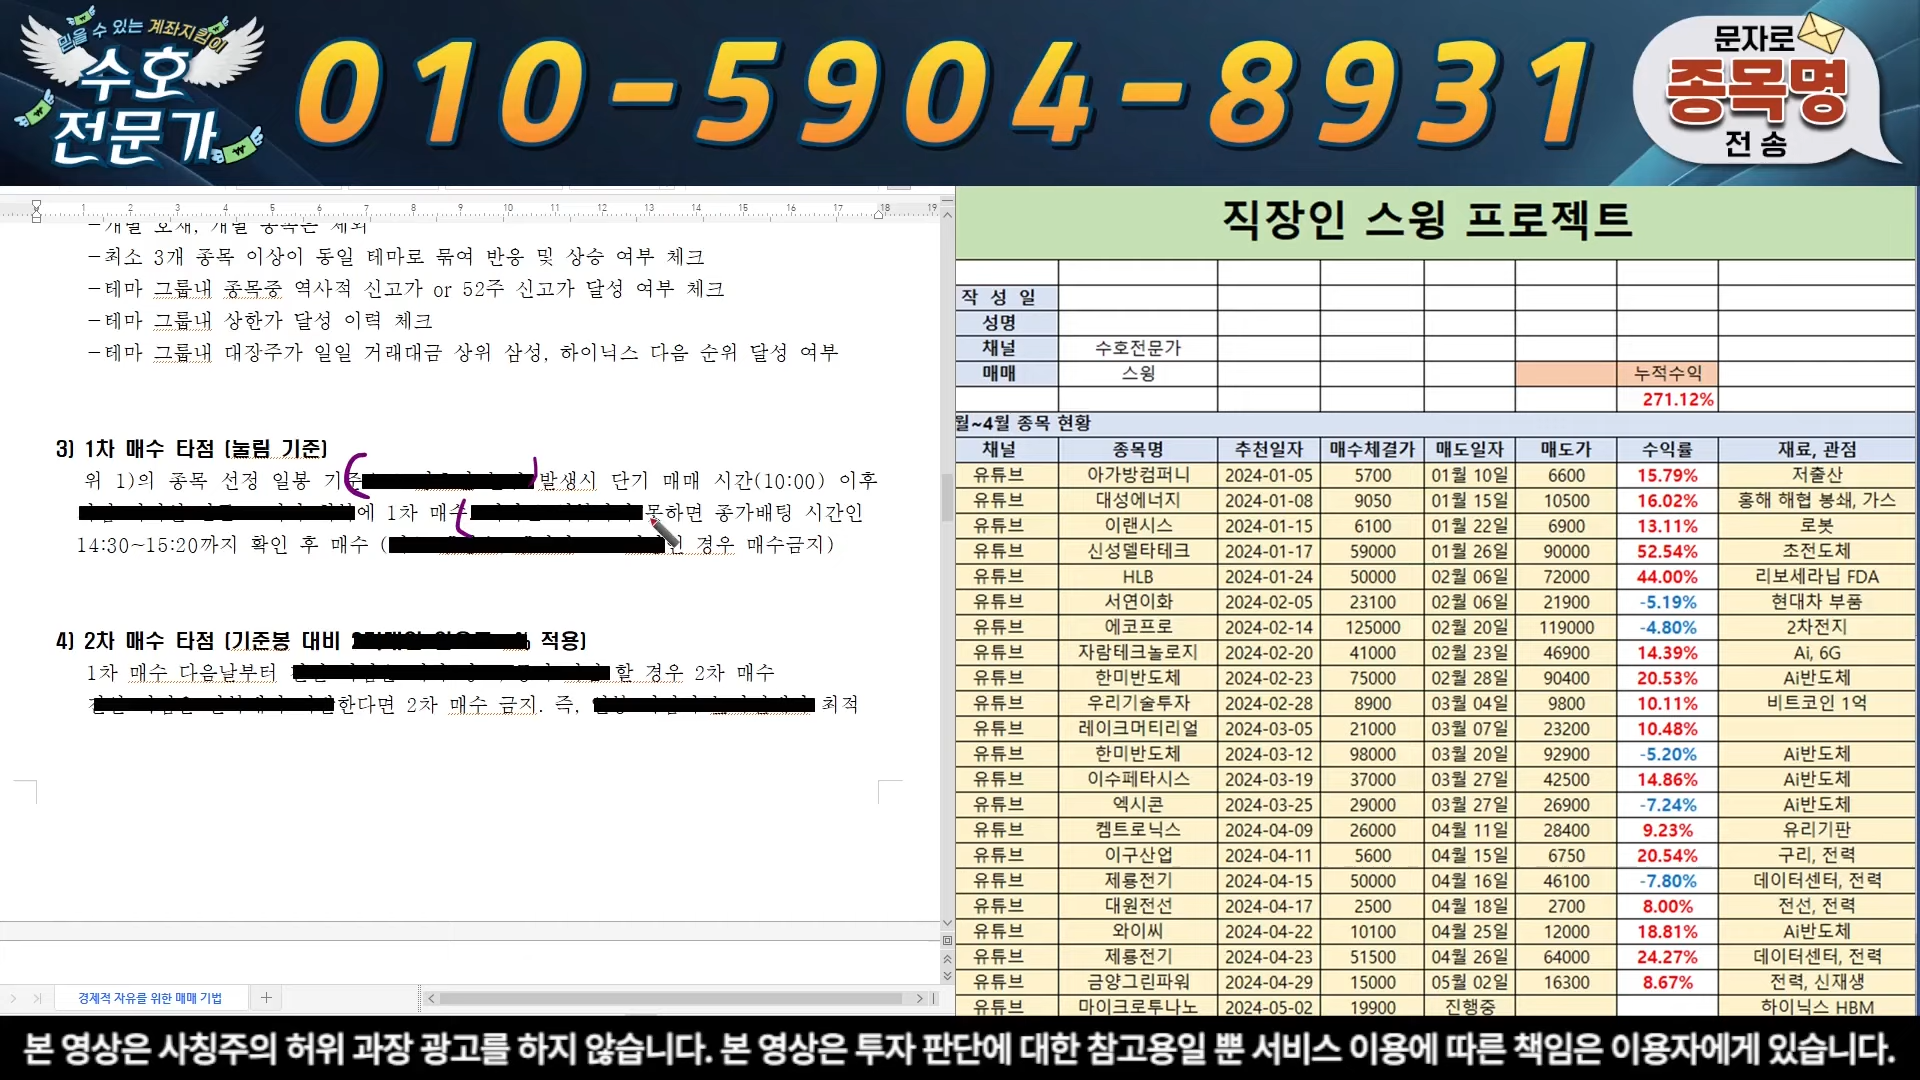 믿을 수 있는 계좌지킴이
수호
전문가
010-5904-8931
문자로
종목명
전송
1 2 3 4 5 6 7 8 9 10 11 12 13 14 15 16 17 18 19
-개별 호재, 개별 종목은 제외
-최소 3개 종목 이상이 동일 테마로 묶여 반응 및 상승 여부 체크
-테마 그룹내 종목중 역사적 신고가 or 52주 신고가 달성 여부 체크
-테마 그룹내 상한가 달성 이력 체크
-테마 그룹내 대장주가 일일 거래대금 상위 삼성, 하이닉스 다음 순위 달성 여부
3) 1차 매수 타점 (눌림 기준)
위 1)의 종목 선정 일봉 기준 발생시 단기 매매 시간(10:00) 이후
에 1차 매수 못하면 종가배팅 시간인
14:30~15:20까지 확인 후 매수 ( 인 경우 매수금지)
4) 2차 매수 타점 (기준봉 대비 적용)
1차 매수 다음날부터 할 경우 2차 매수
한다면 2차 매수 금지. 즉, 최적
경제적 자유를 위한 매매 기법
직장인 스윙 프로젝트
작 성 일
성명
채널 수호전문가
매매 스윙 누적수익
271.12%
월~4월 종목 현황
채널 종목명 추천일자 매수체결가 매도일자 매도가 수익률 재료, 관점
유튜브 아가방컴퍼니 2024-01-05 5700 01월 10일 6600 15.79% 저출산
유튜브 대성에너지 2024-01-08 9050 01월 15일 10500 16.02% 홍해 해협 봉쇄, 가스
유튜브 이랜시스 2024-01-15 6100 01월 22일 6900 13.11% 로봇
유튜브 신성델타테크 2024-01-17 59000 01월 26일 90000 52.54% 초전도체
유튜브 HLB 2024-01-24 50000 02월 06일 72000 44.00% 리보세라닙 FDA
유튜브 서연이화 2024-02-05 23100 02월 06일 21900 -5.19% 현대차 부품
유튜브 에코프로 2024-02-14 125000 02월 20일 119000 -4.80% 2차전지
유튜브 자람테크놀로지 2024-02-20 41000 02월 23일 46900 14.39% Ai, 6G
유튜브 한미반도체 2024-02-23 75000 02월 28일 90400 20.53% Ai반도체
유튜브 우리기술투자 2024-02-28 8900 03월 04일 9800 10.11% 비트코인 1억
유튜브 레이크머티리얼 2024-03-05 21000 03월 07일 23200 10.48%
유튜브 한미반도체 2024-03-12 98000 03월 20일 92900 -5.20% Ai반도체
유튜브 이수페타시스 2024-03-19 37000 03월 27일 42500 14.86% Ai반도체
유튜브 엑시콘 2024-03-25 29000 03월 27일 26900 -7.24% Ai반도체
유튜브 켐트로닉스 2024-04-09 26000 04월 11일 28400 9.23% 유리기판
유튜브 이구산업 2024-04-11 5600 04월 15일 6750 20.54% 구리, 전력
유튜브 제룡전기 2024-04-15 50000 04월 16일 46100 -7.80% 데이터센터, 전력
유튜브 대원전선 2024-04-17 2500 04월 18일 2700 8.00% 전선, 전력
유튜브 와이씨 2024-04-22 10100 04월 25일 12000 18.81% Ai반도체
유튜브 제룡전기 2024-04-23 51500 04월 26일 64000 24.27% 데이터센터, 전력
유튜브 금양그린파워 2024-04-29 15000 05월 02일 16300 8.67% 전력, 신재생
유튜브 마이크로투나노 2024-05-02 19900 진행중 하이닉스 HBM
본 영상은 사칭주의 허위 과장 광고를 하지 않습니다. 본 영상은 투자 판단에 대한 참고용일 뿐 서비스 이용에 따른 책임은 이용자에게 있습니다.